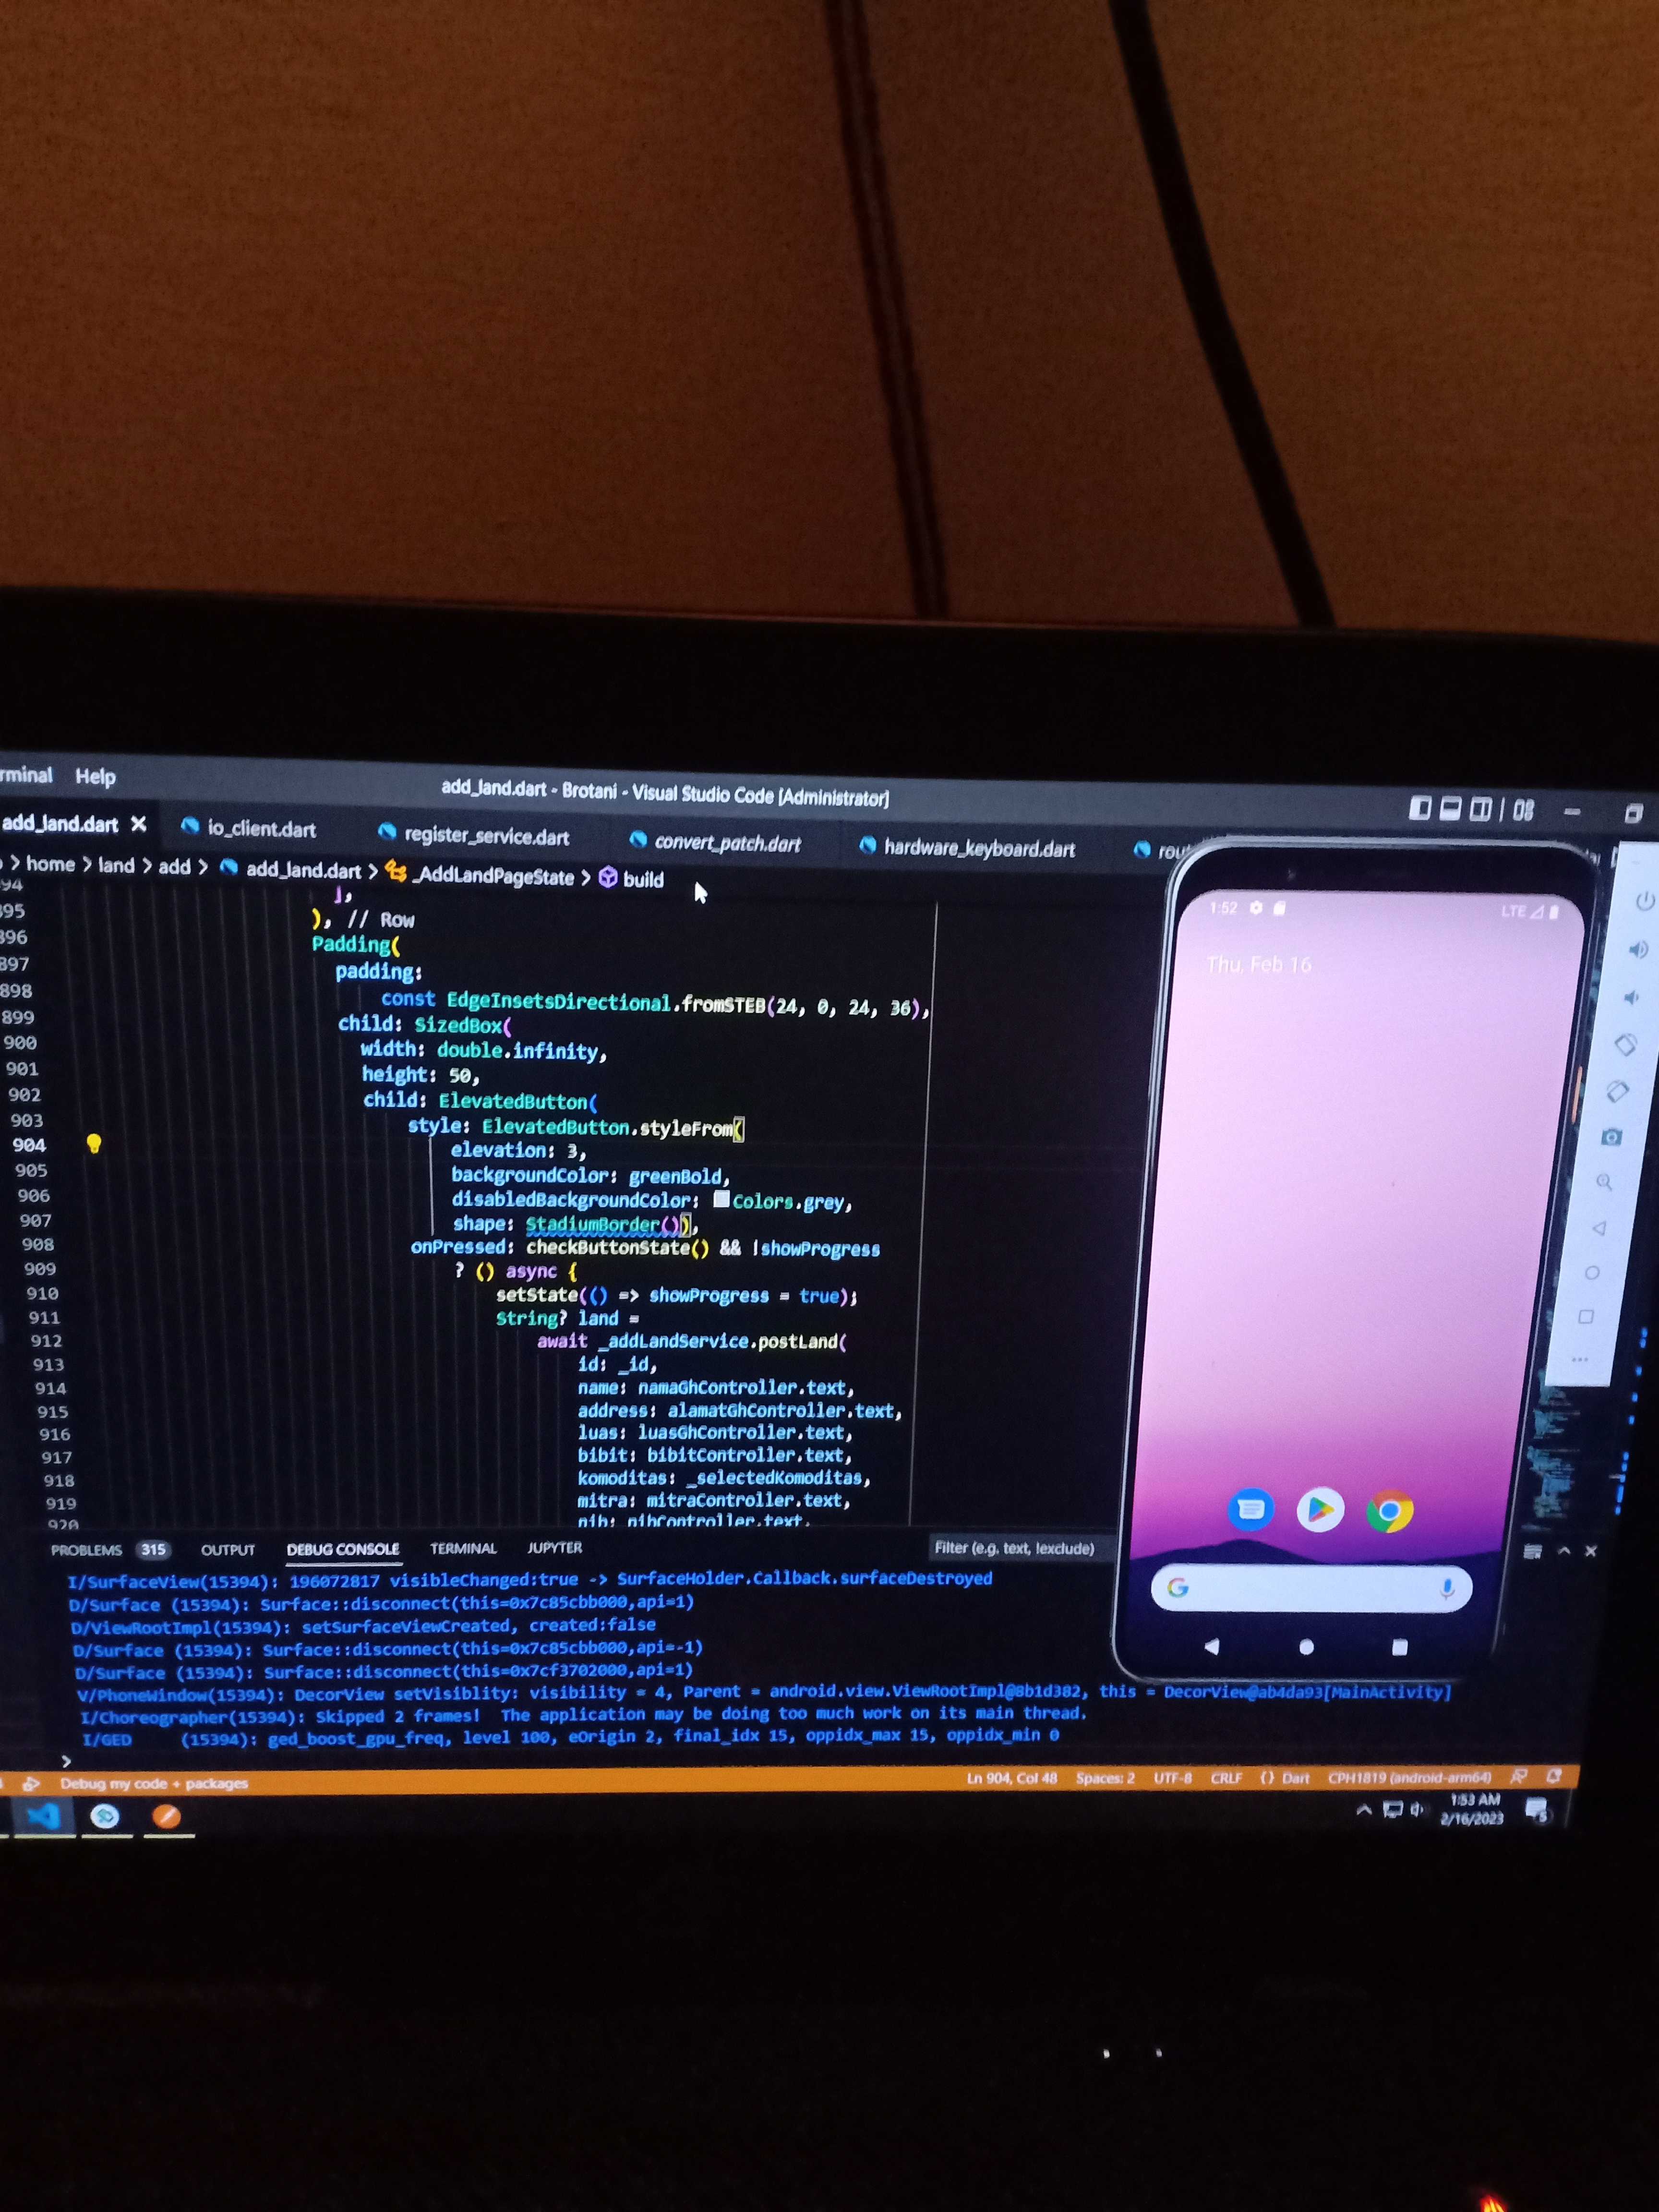 rminal Help
add_land.dart - Brotani - Visual Studio Code [Administrator]
add_land.dart
io_client.dart
register_service.dart
convert_patch.dart
hardware_keyboard.dart
> home > land > add > add_land.dart > _AddLandPageState > build
894 ],
895 ), // Row
896 Padding(
897 padding:
898 const EdgeInsetsDirectional.fromSTEB(24, 0, 24, 36),
899 child: SizedBox(
900 width: double.infinity,
901 height: 50,
902 child: ElevatedButton(
903 style: ElevatedButton.styleFrom(
904 elevation: 3,
905 backgroundColor: greenBold,
906 disabledBackgroundColor: Colors.grey,
907 shape: StadiumBorder()),
908 onPressed: checkButtonState() && !showProgress
909 ? () async {
910 setState(() => showProgress = true);
911 String? land =
912 await _addLandService.postLand(
913 id: _id,
914 name: namaGhController.text,
915 address: alamatGhController.text,
916 luas: luasGhController.text,
917 bibit: bibitController.text,
918 komoditas: _selectedKomoditas,
919 mitra: mitraController.text,
920 nib: nibController.text,
1:52 LTE
Thu, Feb 16
PROBLEMS 315 OUTPUT DEBUG CONSOLE TERMINAL JUPYTER Filter (e.g. text, !exclude)
I/SurfaceView(15394): 196072817 visibleChanged:true -> SurfaceHolder.Callback.surfaceDestroyed
D/Surface (15394): Surface::disconnect(this=0x7c85cbb000,api=1)
D/ViewRootImpl(15394): setSurfaceViewCreated, created:false
D/Surface (15394): Surface::disconnect(this=0x7c85cbb000,api=-1)
D/Surface (15394): Surface::disconnect(this=0x7cf3702000,api=1)
V/PhoneWindow(15394): DecorView setVisiblity: visibility = 4, Parent = android.view.ViewRootImpl@8b1d382, this = DecorView@ab4da93[MainActivity]
I/Choreographer(15394): Skipped 2 frames! The application may be doing too much work on its main thread.
I/GED (15394): ged_boost_gpu_freq, level 100, eOrigin 2, final_idx 15, oppidx_max 15, oppidx_min 0
>
Debug my code + packages Ln 904, Col 48 Spaces: 2 UTF-8 CRLF {} Dart CPH1819 (android-arm64)
1:53 AM
2/16/2023